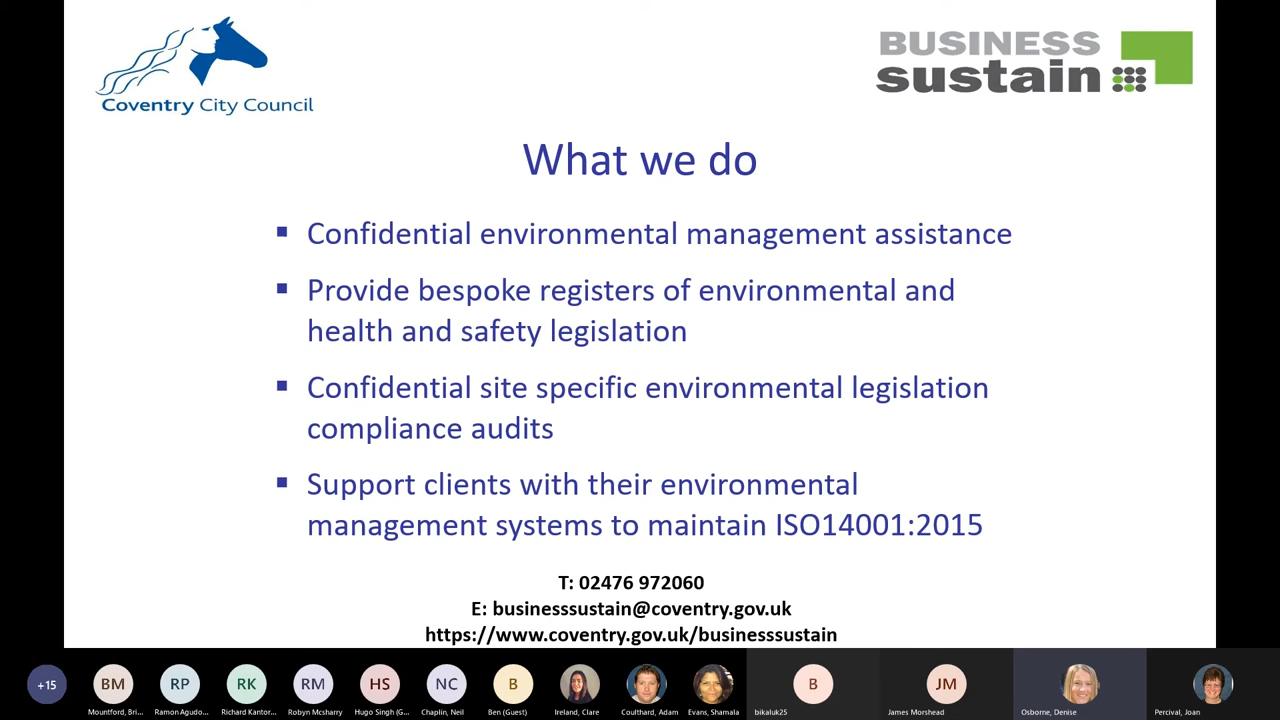 Coventry City Council
BUSINESS
sustain
What we do
Confidential environmental management assistance
Provide bespoke registers of environmental and
health and safety legislation
Confidential site specific environmental legislation
compliance audits
Support clients with their environmental
management systems to maintain ISO14001:2015
T: 02476 972060
E: businesssustain@coventry.gov.uk
https://www.coventry.gov.uk/businesssustain
+15 BM RP RK RM HS NC B B JM
Mountford, Bri... Ramon Agudo... Richard Kantor... Robyn Mcsharry Hugo Singh (G... Chaplin, Neil Ben (Guest) Ireland, Clare Coulthard, Adam Evans, Shamala bikaluk25 James Morshead Osborne, Denise Percival, Joan